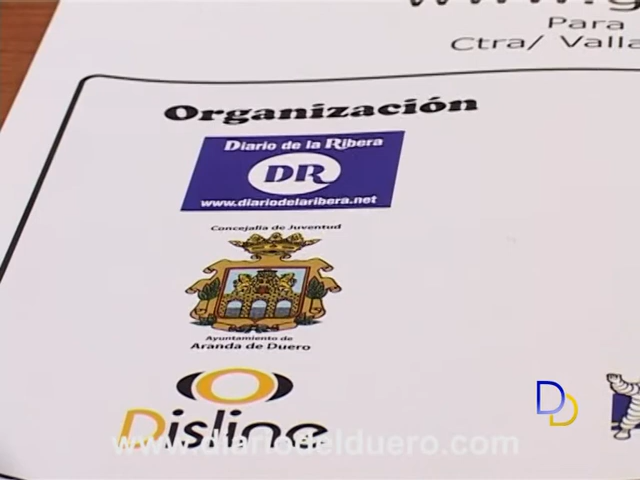 Para
Ctra/ Valla
Organización
Diario de la Ribera
DR
www.diariodelaribera.net
Concejalía de Juventud
Ayuntamiento de
Aranda de Duero
Disline
DD
www.diariodelduero.com